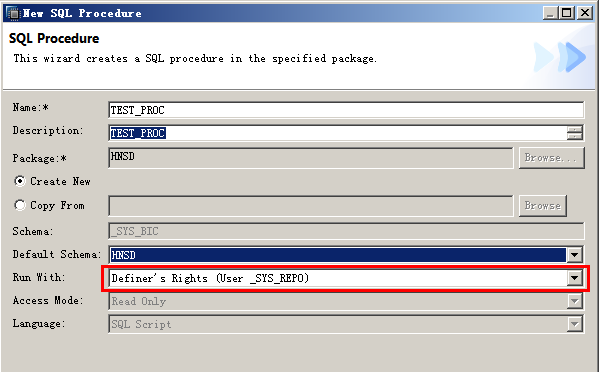 New SQL Procedure
SQL Procedure
This wizard creates a SQL procedure in the specified package.
Name:* TEST_PROC
Description: TEST_PROC
Package:* HNSD Browse...
Create New
Copy From Browse
Schema: _SYS_BIC
Default Schema: HNSD
Run With: Definer's Rights (User _SYS_REPO)
Access Mode: Read Only
Language: SQL Script